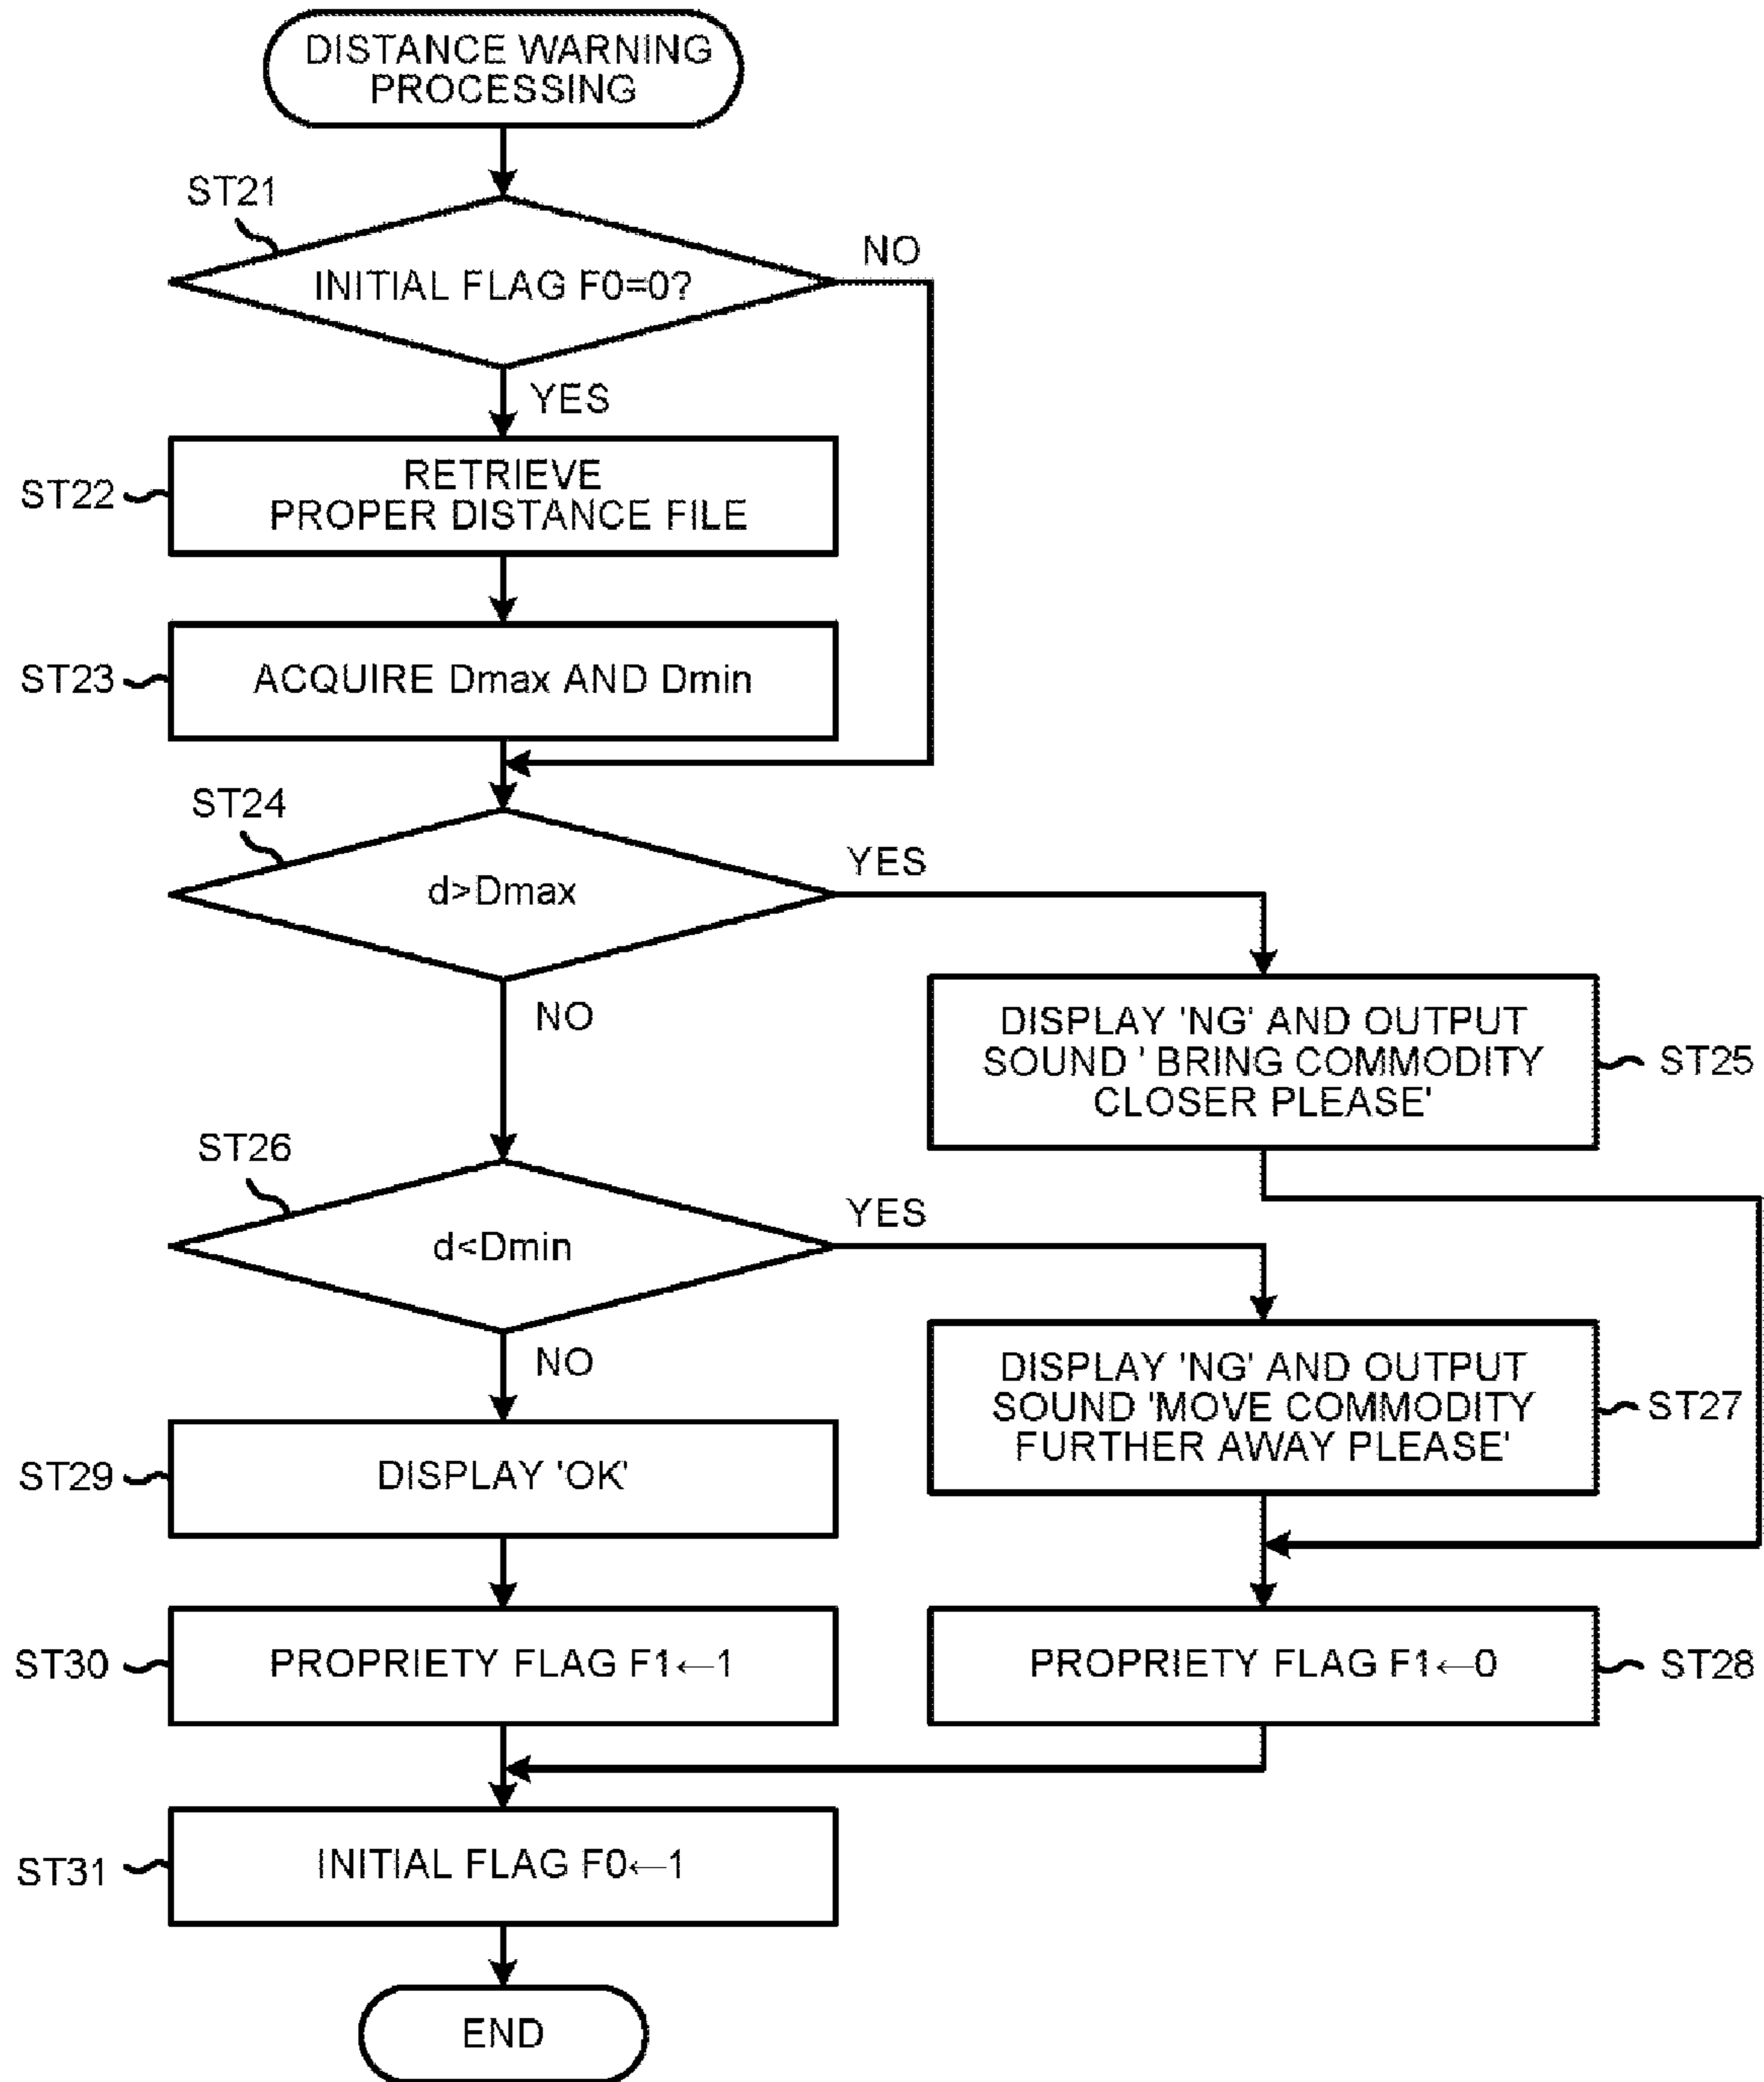 DISTANCE WARNING
PROCESSING
ST21
INITIAL FLAG F0=0?
NO
YES
ST22
RETRIEVE
PROPER DISTANCE FILE
ST23
ACQUIRE Dmax AND Dmin
ST24
d>Dmax
YES
NO
DISPLAY 'NG' AND OUTPUT
SOUND ' BRING COMMODITY
CLOSER PLEASE'
ST25
ST26
d<Dmin
YES
NO
DISPLAY 'NG' AND OUTPUT
SOUND 'MOVE COMMODITY
FURTHER AWAY PLEASE'
ST27
ST29
DISPLAY 'OK'
ST30
PROPRIETY FLAG F1←1
PROPRIETY FLAG F1←0
ST28
ST31
INITIAL FLAG F0←1
END